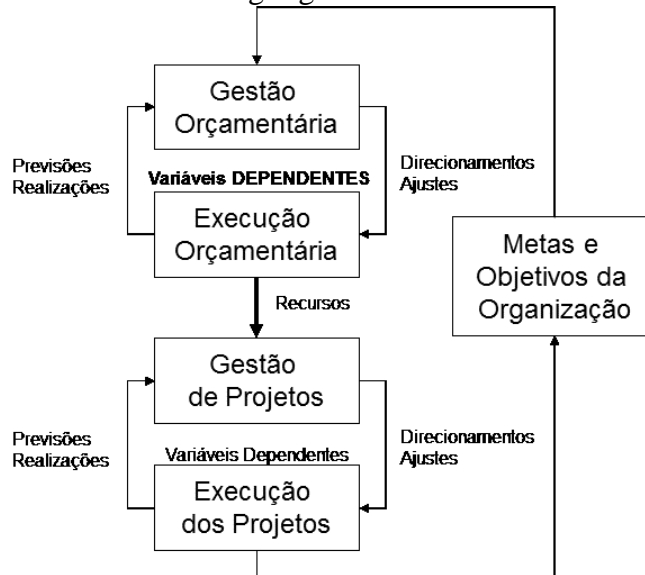 Gestão
Orçamentária
Previsões
Realizações
Variáveis DEPENDENTES
Direcionamentos
Ajustes
Execução
Orçamentária
Metas e
Objetivos da
Organização
Recursos
Gestão
de Projetos
Previsões
Realizações
Variáveis Dependentes
Direcionamentos
Ajustes
Execução
dos Projetos